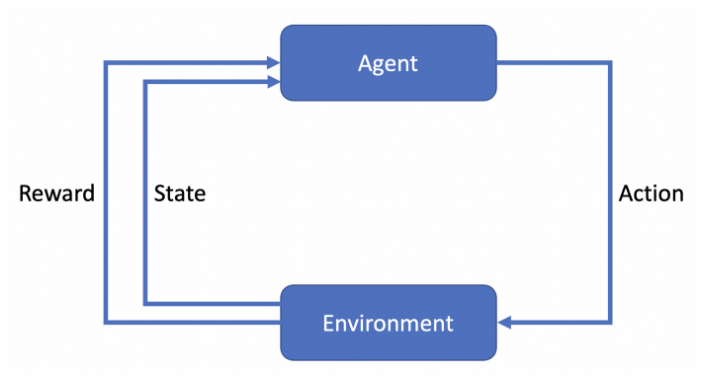 Agent
Reward
State
Action
Environment